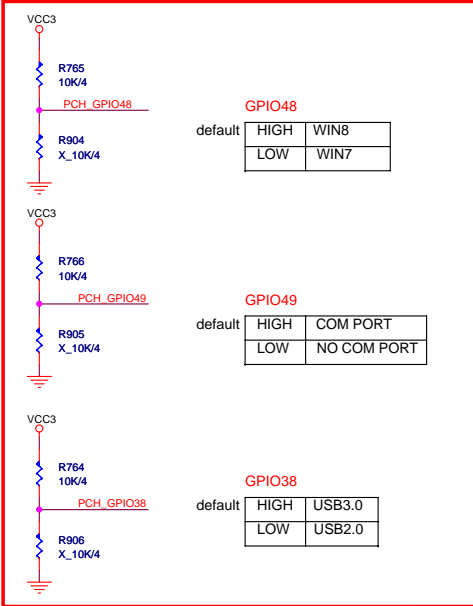 VCC3
R765
10K/4
PCH_GPIO48
R904
X_10K/4
GPIO48
default HIGH WIN8
LOW WIN7
VCC3
R766
10K/4
PCH_GPIO49
R905
X_10K/4
GPIO49
default HIGH COM PORT
LOW NO COM PORT
VCC3
R764
10K/4
PCH_GPIO38
R906
X_10K/4
GPIO38
default HIGH USB3.0
LOW USB2.0